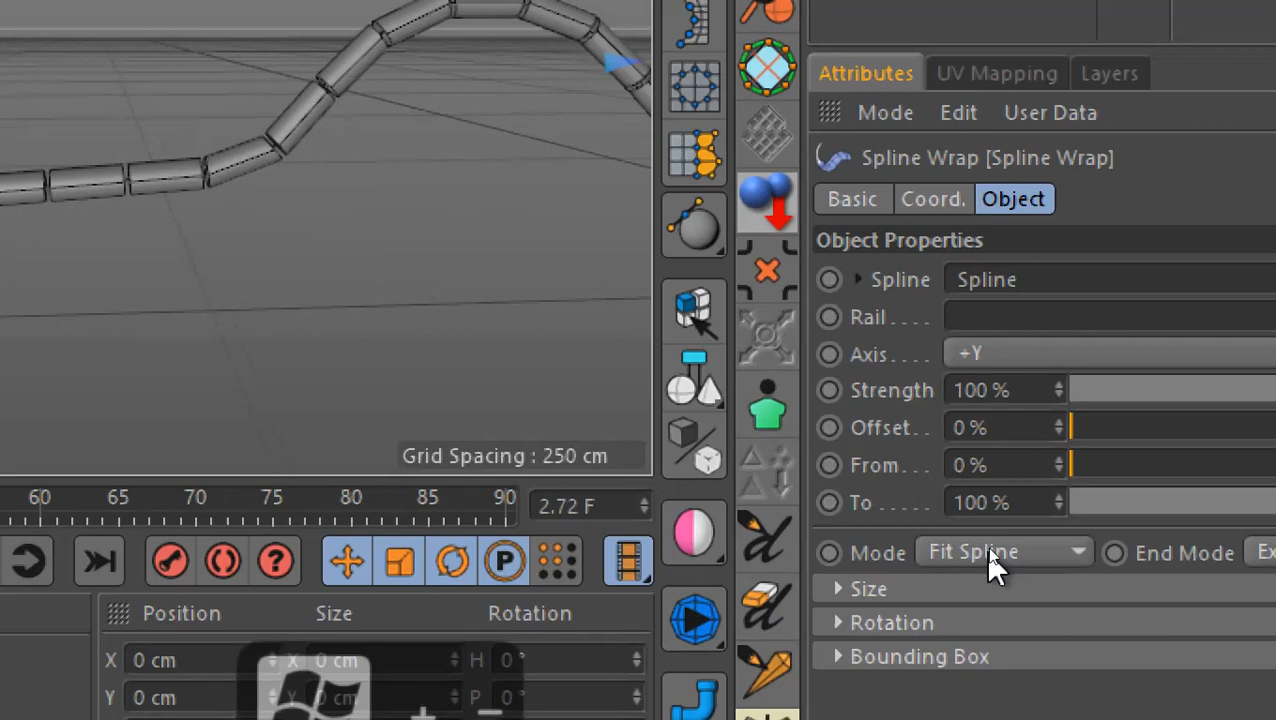 Attributes UV Mapping Layers
Mode Edit User Data
Spline Wrap [Spline Wrap]
Basic Coord. Object
Object Properties
Spline Spline
Rail . . . .
Axis. . . . +Y
Strength 100 %
Offset. . . 0 %
From. . . 0 %
To . . . . . 100 %
Mode Fit Spline End Mode
Size
Rotation
Bounding Box
Grid Spacing : 250 cm
60 65 70 75 80 85 90 2.72 F
P
Position Size Rotation
X 0 cm X 0 cm H 0 °
Y 0 cm Y 0 cm P 0 °
+ -